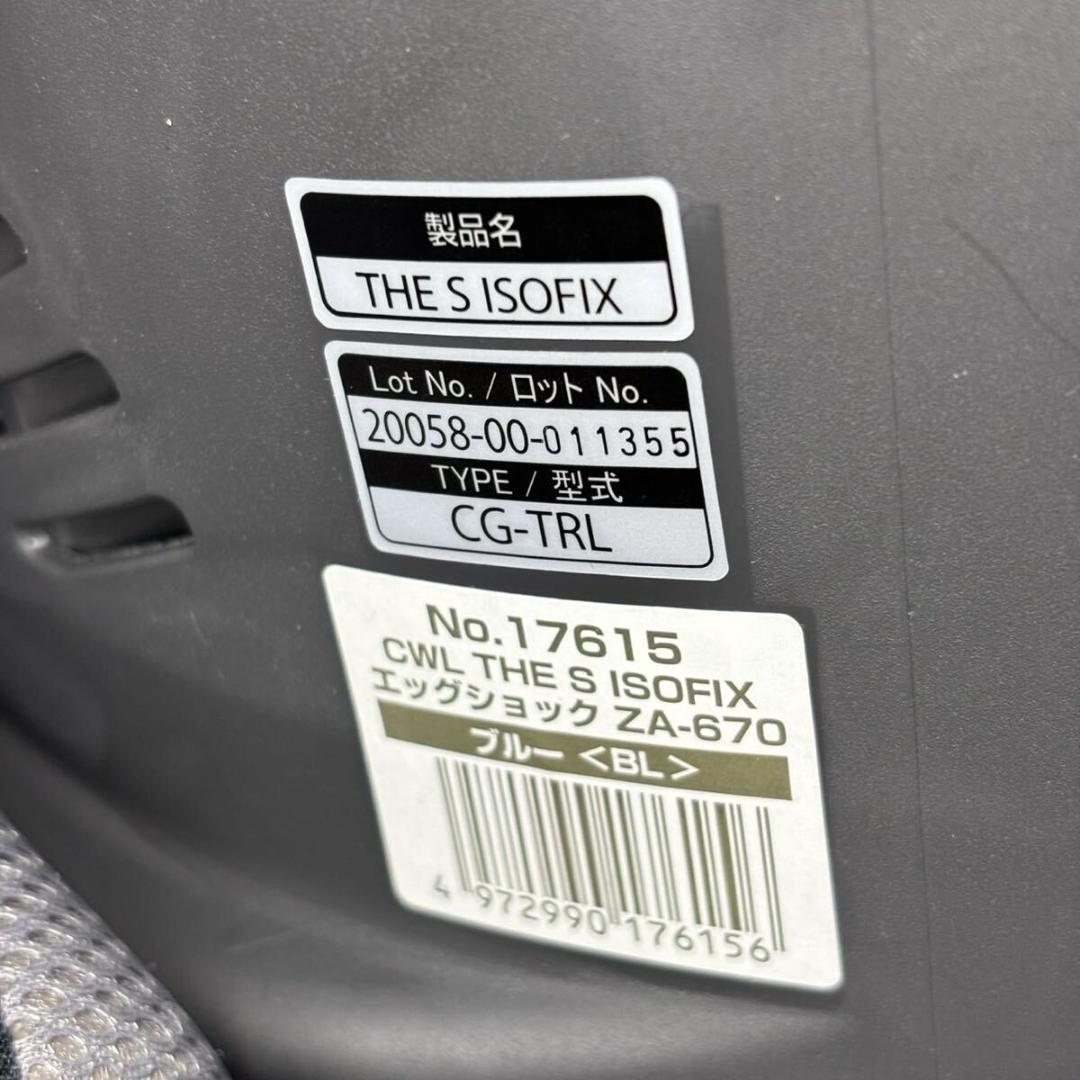 製品名
THE S ISOFIX
Lot No. / ロット No.
20058-00-011355
TYPE / 型式
CG-TRL
No.17615
CWL THE S ISOFIX
エッグショック ZA-670
ブルー <BL>
4 972990 176156